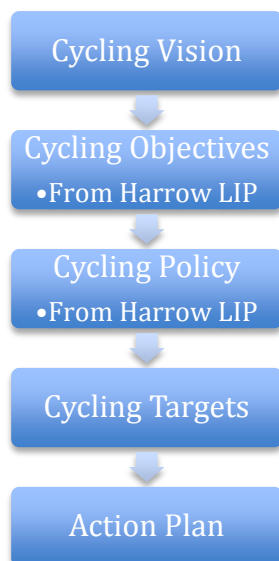 Cycling Vision
Cycling Objectives
•From Harrow LIP
Cycling Policy
•From Harrow LIP
Cycling Targets
Action Plan